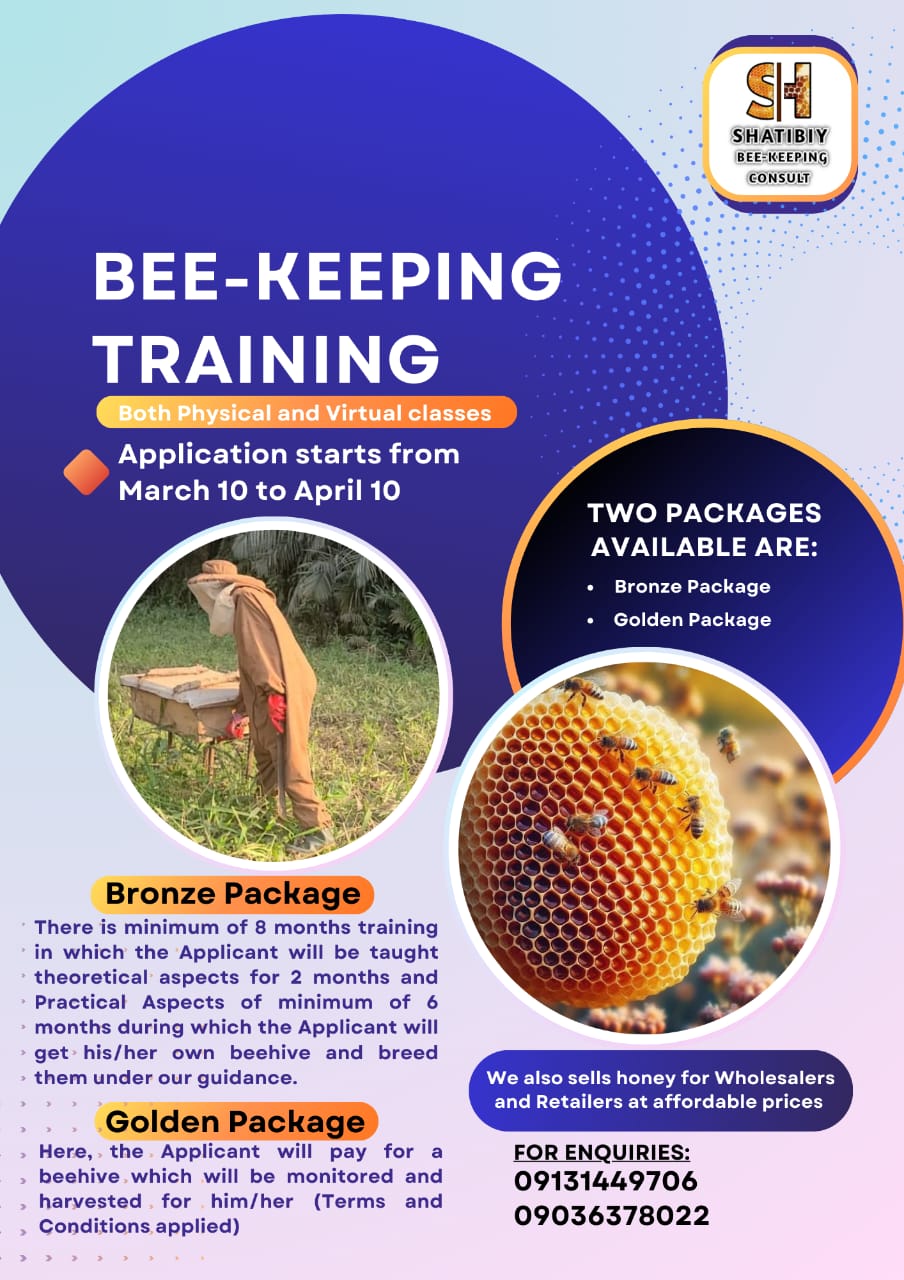 SH
SHATIBIY
BEE-KEEPING
CONSULT
BEE-KEEPING
TRAINING
Both Physical and Virtual classes
Application starts from
March 10 to April 10
TWO PACKAGES
AVAILABLE ARE:
• Bronze Package
• Golden Package
Bronze Package
There is minimum of 8 months training
in which the Applicant will be taught
theoretical aspects for 2 months and
Practical Aspects of minimum of 6
months during which the Applicant will
get his/her own beehive and breed
them under our guidance.
Golden Package
Here, the Applicant will pay for a
beehive which will be monitored and
harvested for him/her (Terms and
Conditions applied)
We also sells honey for Wholesalers
and Retailers at affordable prices
FOR ENQUIRIES:
09131449706
09036378022